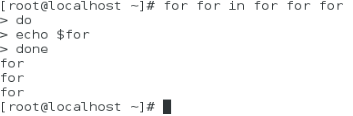 [root@localhost ~]# for for in for for for
> do
> echo $for
> done
for
for
for
[root@localhost ~]#